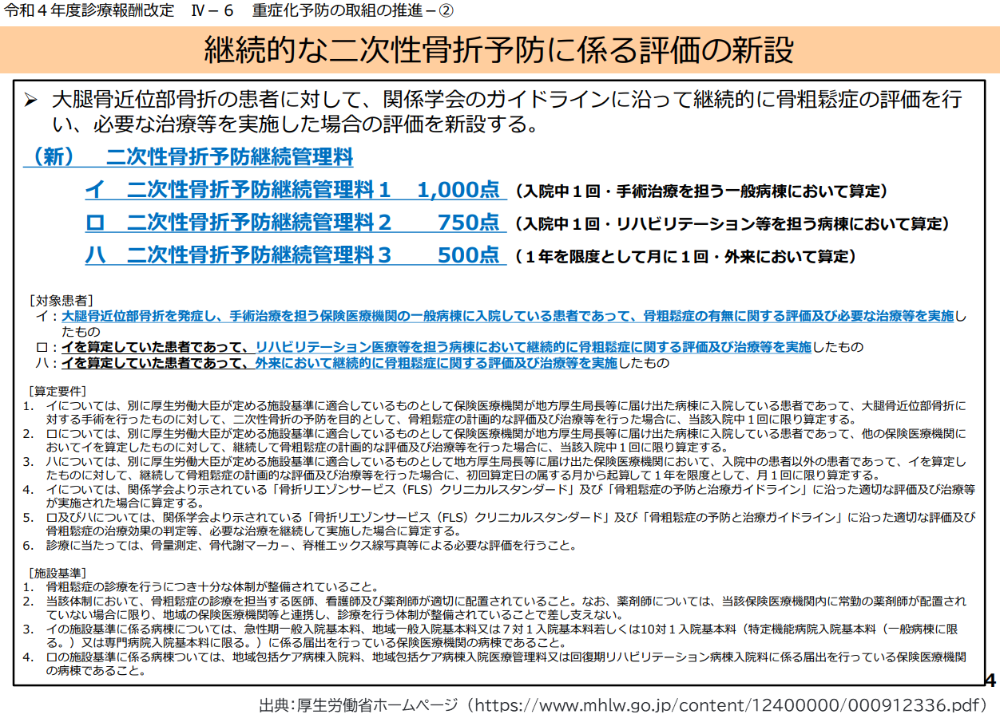 令和４年度診療報酬改定　Ⅳ－６　重症化予防の取組の推進－②
継続的な二次性骨折予防に係る評価の新設
➢ 大腿骨近位部骨折の患者に対して、関係学会のガイドラインに沿って継続的に骨粗鬆症の評価を行
い、必要な治療等を実施した場合の評価を新設する。
（新）　二次性骨折予防継続管理料
イ　二次性骨折予防継続管理料１　1,000点（入院中１回・手術治療を担う一般病棟において算定）
ロ　二次性骨折予防継続管理料２　750点（入院中１回・リハビリテーション等を担う病棟において算定）
ハ　二次性骨折予防継続管理料３　500点（１年を限度として月に１回・外来において算定）
［対象患者］
イ：大腿骨近位部骨折を発症し、手術治療を担う保険医療機関の一般病棟に入院している患者であって、骨粗鬆症の有無に関する評価及び必要な治療等を実施し
たもの
ロ：イを算定していた患者であって、リハビリテーション医療等を担う病棟において継続的に骨粗鬆症に関する評価及び治療等を実施したもの
ハ：イを算定していた患者であって、外来において継続的に骨粗鬆症に関する評価及び治療等を実施したもの
［算定要件］
1. イについては、別に厚生労働大臣が定める施設基準に適合しているものとして保険医療機関が地方厚生局長等に届け出た病棟に入院している患者であって、大腿骨近位部骨折に
対する手術を行ったものに対して、二次性骨折の予防を目的として、骨粗鬆症の計画的な評価及び治療等を行った場合に、当該入院中１回に限り算定する。
2. ロについては、別に厚生労働大臣が定める施設基準に適合しているものとして保険医療機関が地方厚生局長等に届け出た病棟に入院している患者であって、他の保険医療機関に
おいてイを算定したものに対して、継続して骨粗鬆症の計画的な評価及び治療等を行った場合に、当該入院中１回に限り算定する。
3. ハについては、別に厚生労働大臣が定める施設基準に適合しているものとして地方厚生局長等に届け出た保険医療機関において、入院中の患者以外の患者であって、イを算定し
たものに対して、継続して骨粗鬆症の計画的な評価及び治療等を行った場合に、初回算定日の属する月から起算して１年を限度として、月１回に限り算定する。
4. イについては、関係学会より示されている「骨折リエゾンサービス（FLS）クリニカルスタンダード」及び「骨粗鬆症の予防と治療ガイドライン」に沿った適切な評価及び治療等
が実施された場合に算定する。
5. ロ及びハについては、関係学会より示されている「骨折リエゾンサービス（FLS）クリニカルスタンダード」及び「骨粗鬆症の予防と治療ガイドライン」に沿った適切な評価及び
骨粗鬆症の治療効果の判定等、必要な治療を継続して実施した場合に算定する。
6. 診療に当たっては、骨量測定、骨代謝マーカ－、脊椎エックス線写真等による必要な評価を行うこと。
［施設基準］
1. 骨粗鬆症の診療を行うにつき十分な体制が整備されていること。
2. 当該体制において、骨粗鬆症の診療を担当する医師、看護師及び薬剤師が適切に配置されていること。なお、薬剤師については、当該保険医療機関内に常勤の薬剤師が配置され
ていない場合に限り、地域の保険医療機関等と連携し、診療を行う体制が整備されていることで差し支えない。
3. イの施設基準に係る病棟については、急性期一般入院基本料、地域一般入院基本料又は７対１入院基本料若しくは10対１入院基本料（特定機能病院入院基本料（一般病棟に限
る。）又は専門病院入院基本料に限る。）に係る届出を行っている保険医療機関の病棟であること。
4. ロの施設基準に係る病棟ついては、地域包括ケア病棟入院料、地域包括ケア病棟入院医療管理料又は回復期リハビリテーション病棟入院料に係る届出を行っている保険医療機関
の病棟であること。
4
出典：厚生労働省ホームページ（https://www.mhlw.go.jp/content/12400000/000912336.pdf）